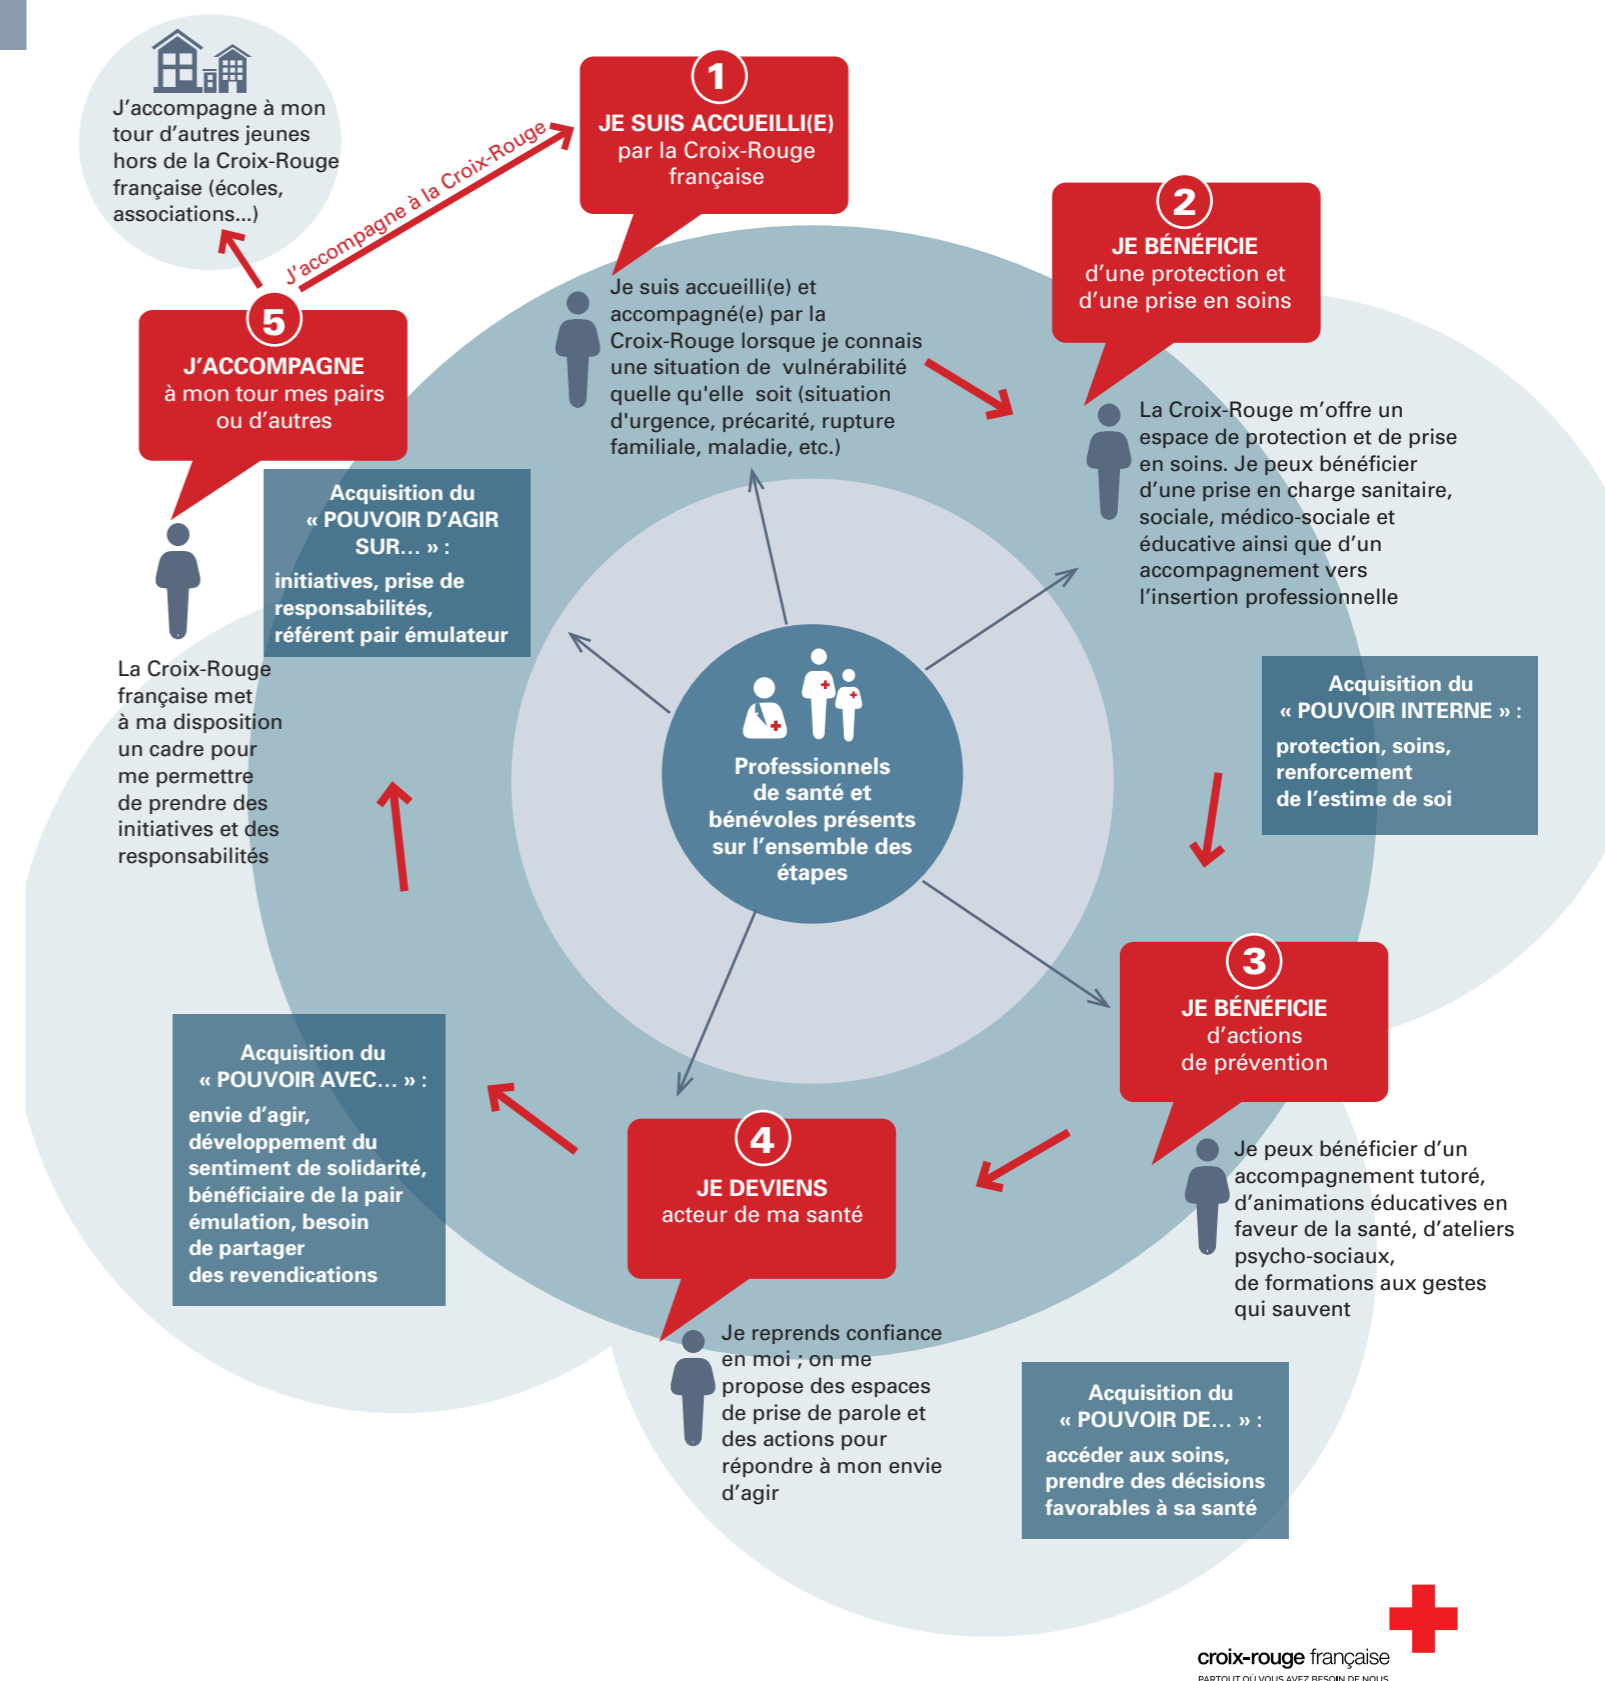 J'accompagne à mon
tour d'autres jeunes
hors de la Croix-Rouge
française (écoles,
associations...)
J'accompagne à la Croix-Rouge
1
JE SUIS ACCUEILLI(E)
par la Croix-Rouge
française
Je suis accueilli(e) et
accompagné(e) par la
Croix-Rouge lorsque je connais
une situation de vulnérabilité
quelle qu'elle soit (situation
d'urgence, précarité, rupture
familiale, maladie, etc.)
2
JE BÉNÉFICIE
d'une protection et
d'une prise en soins
La Croix-Rouge m'offre un
espace de protection et de prise
en soins. Je peux bénéficier
d'une prise en charge sanitaire,
sociale, médico-sociale et
éducative ainsi que d'un
accompagnement vers
l'insertion professionnelle
Acquisition du
« POUVOIR INTERNE » :
protection, soins,
renforcement
de l'estime de soi
3
JE BÉNÉFICIE
d'actions
de prévention
Je peux bénéficier d'un
accompagnement tutoré,
d'animations éducatives en
faveur de la santé, d'ateliers
psycho-sociaux,
de formations aux gestes
qui sauvent
Acquisition du
« POUVOIR DE... » :
accéder aux soins,
prendre des décisions
favorables à sa santé
4
JE DEVIENS
acteur de ma santé
Je reprends confiance
en moi ; on me
propose des espaces
de prise de parole et
des actions pour
répondre à mon envie
d'agir
Acquisition du
« POUVOIR AVEC... » :
envie d'agir,
développement du
sentiment de solidarité,
bénéficiaire de la pair
émulation, besoin
de partager
des revendications
5
J'ACCOMPAGNE
à mon tour mes pairs
ou d'autres
La Croix-Rouge
française met
à ma disposition
un cadre pour
me permettre
de prendre des
initiatives et des
responsabilités
Acquisition du
« POUVOIR D'AGIR
SUR... » :
initiatives, prise de
responsabilités,
référent pair émulateur
Professionnels
de santé et
bénévoles présents
sur l'ensemble des
étapes
croix-rouge française
PARTOUT OÙ VOUS AVEZ BESOIN DE NOUS